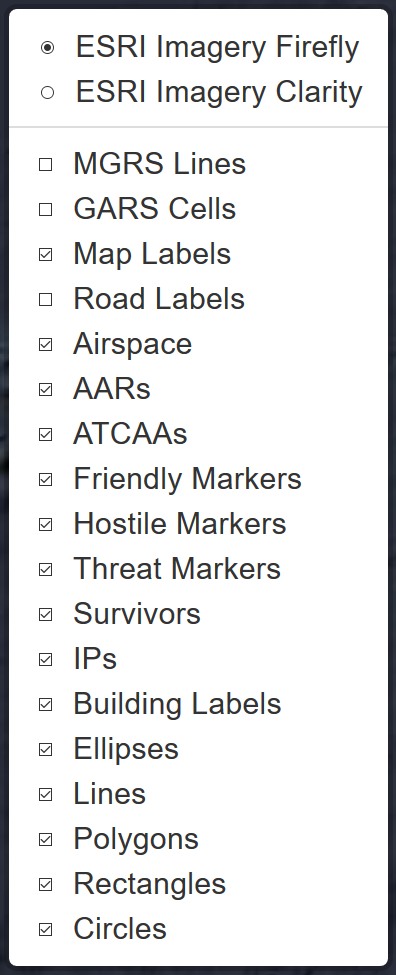 ESRI Imagery Firefly
ESRI Imagery Clarity
MGRS Lines
GARS Cells
Map Labels
Road Labels
Airspace
AARs
ATCAAs
Friendly Markers
Hostile Markers
Threat Markers
Survivors
IPs
Building Labels
Ellipses
Lines
Polygons
Rectangles
Circles